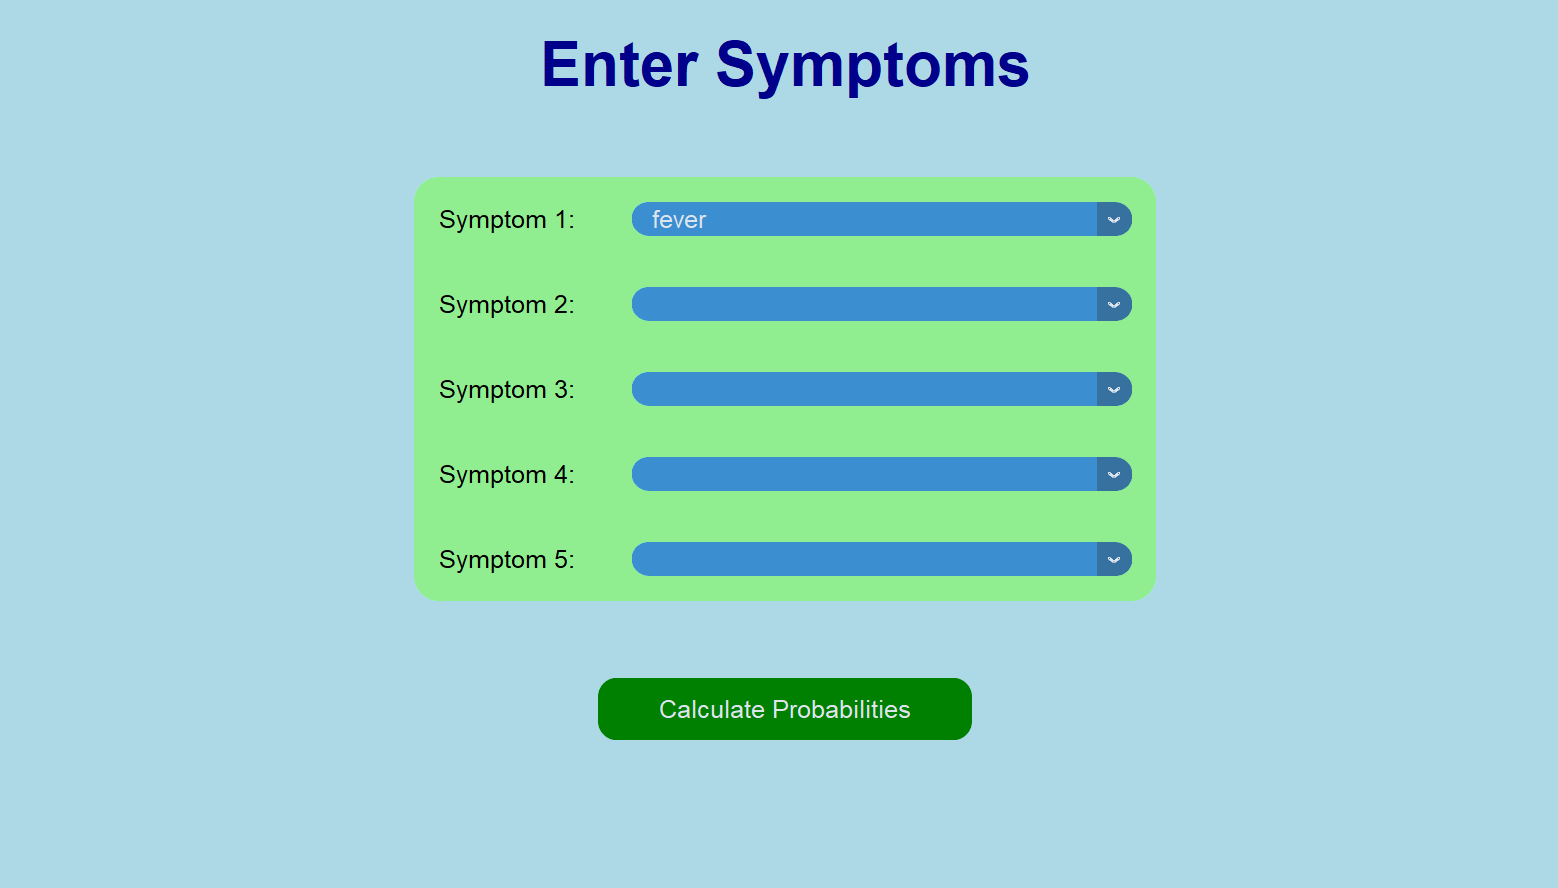 Enter Symptoms
Symptom 1: fever
Symptom 2:
Symptom 3:
Symptom 4:
Symptom 5:
Calculate Probabilities